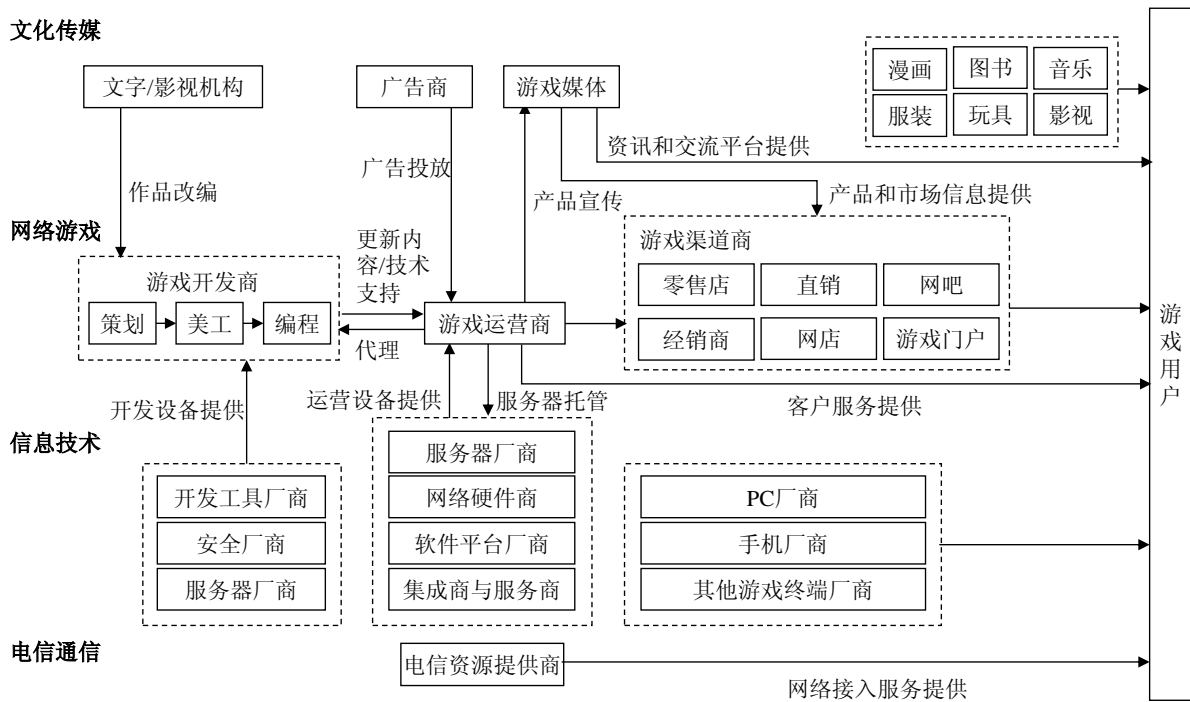 文化传媒
文字/影视机构
广告商
游戏媒体
漫画
图书
音乐
服装
玩具
影视
作品改编
广告投放
产品宣传
资讯和交流平台提供
产品和市场信息提供
网络游戏
游戏开发商
策划
美工
编程
更新内
容/技术
支持
代理
游戏运营商
游戏渠道商
零售店
直销
网吧
经销商
网店
游戏门户
游
戏
用
户
开发设备提供
运营设备提供
服务器托管
客户服务提供
信息技术
开发工具厂商
安全厂商
服务器厂商
服务器厂商
网络硬件商
软件平台厂商
集成商与服务商
PC厂商
手机厂商
其他游戏终端厂商
电信通信
电信资源提供商
网络接入服务提供